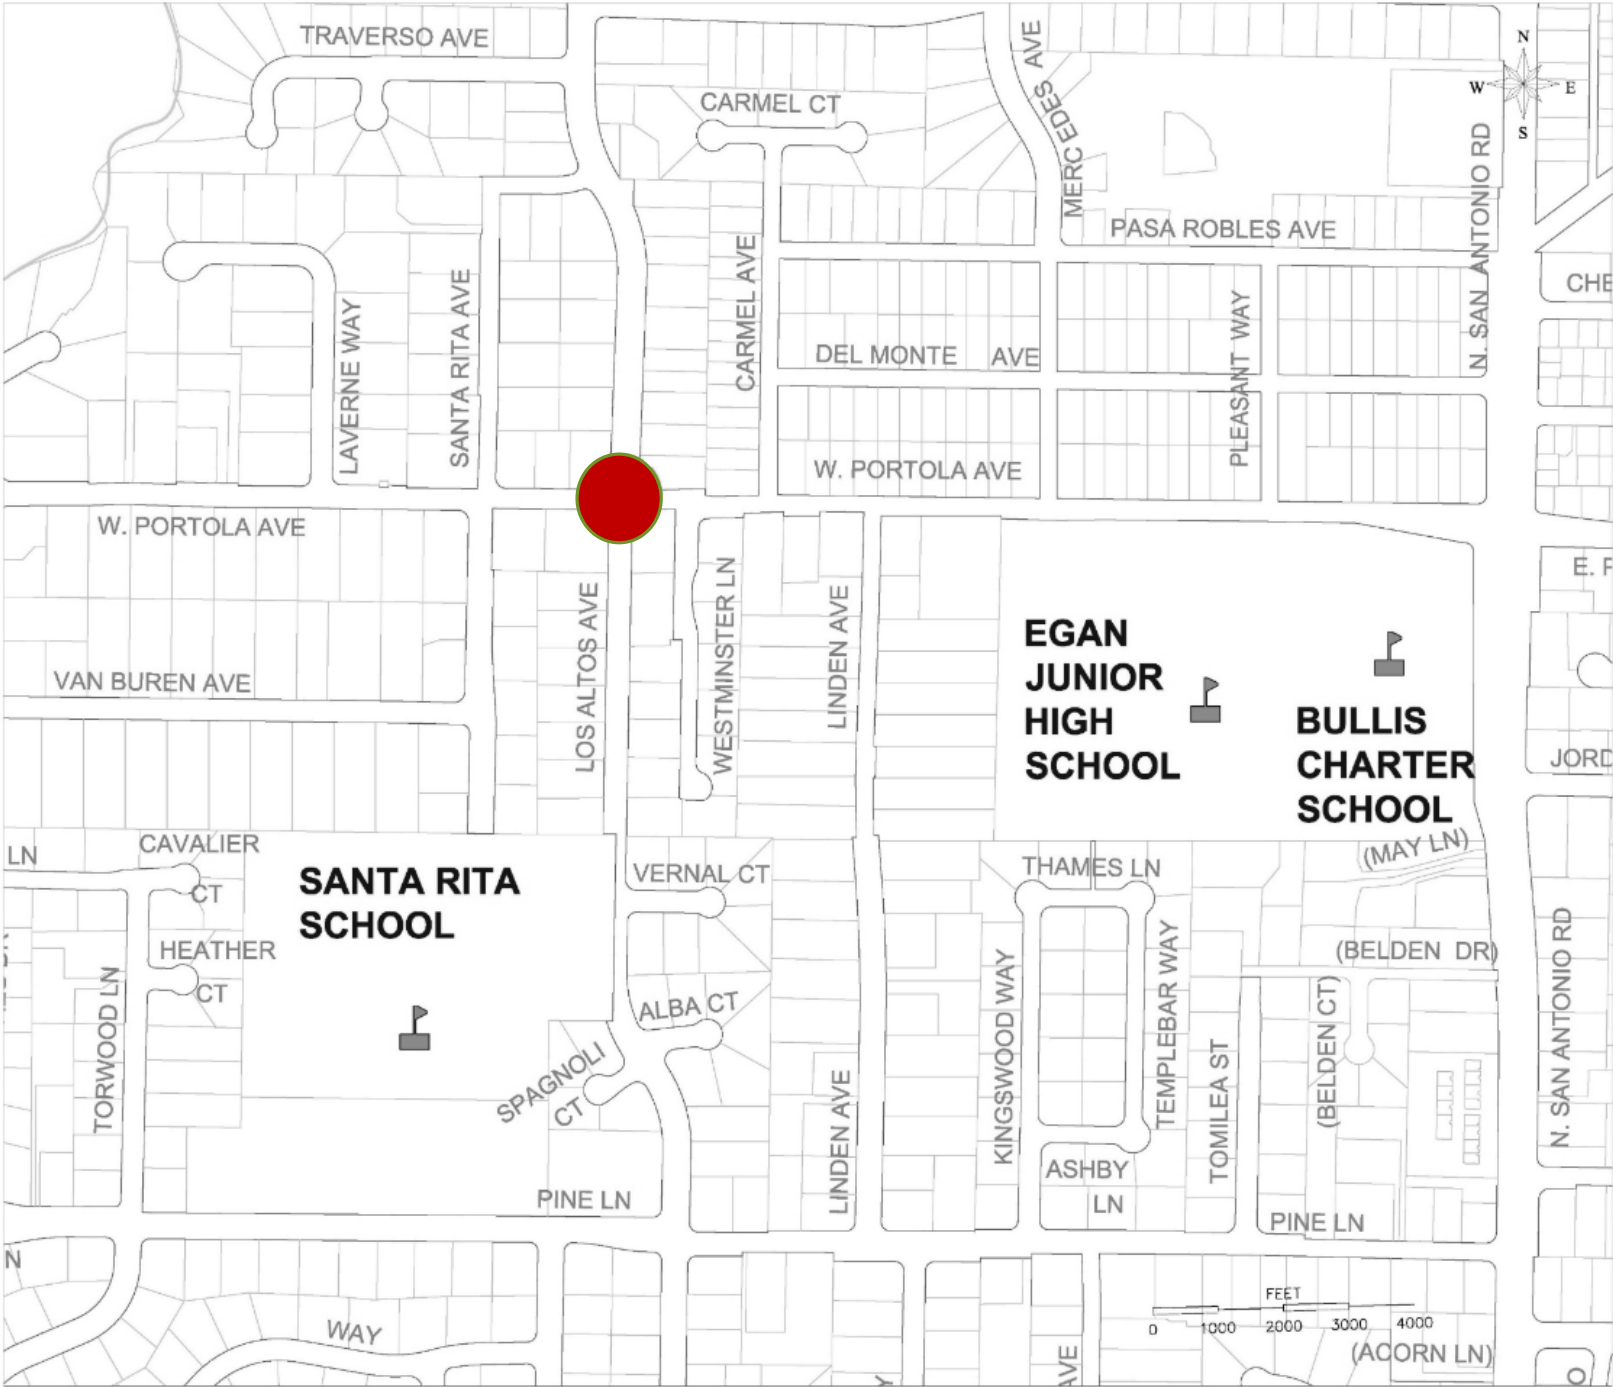 TRAVERSO AVE
MERC EDES AVE
N
W E
S
CARMEL CT
N. SAN ANTONIO RD
PASA ROBLES AVE
CARMEL AVE
SANTA RITA AVE
LAVERNE WAY
CHE
PLEASANT WAY
DEL MONTE AVE
W. PORTOLA AVE
W. PORTOLA AVE
E. P
LOS ALTOS AVE
WESTMINSTER LN
LINDEN AVE
EGAN
JUNIOR
HIGH
SCHOOL
VAN BUREN AVE
BULLIS
CHARTER
SCHOOL
JORD
(MAY LN)
CAVALIER
CT
LN
SANTA RITA
SCHOOL
VERNAL CT
THAMES LN
HEATHER
CT
(BELDEN DR)
TORWOOD LN
ALBA CT
KINGSWOOD WAY
TEMPLEBAR WAY
(BELDEN CT)
N. SAN ANTONIO RD
SPAGNOLI
CT
LINDEN AVE
TOMILEA ST
ASHBY
LN
PINE LN
PINE LN
N
WAY
FEET
0 1000 2000 3000 4000
(ACORN LN)
AVE
Y
O